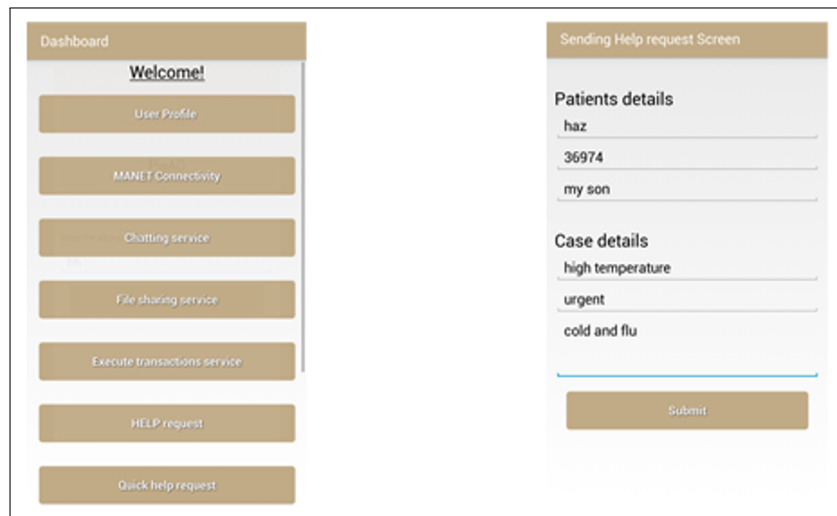 Dashboard
Welcome!
User Profile
MANET Connectivity
Chatting service
File sharing service
Execute transactions service
HELP request
Quick help request
Sending Help request Screen
Patients details
haz
36974
my son
Case details
high temperature
urgent
cold and flu
Submit